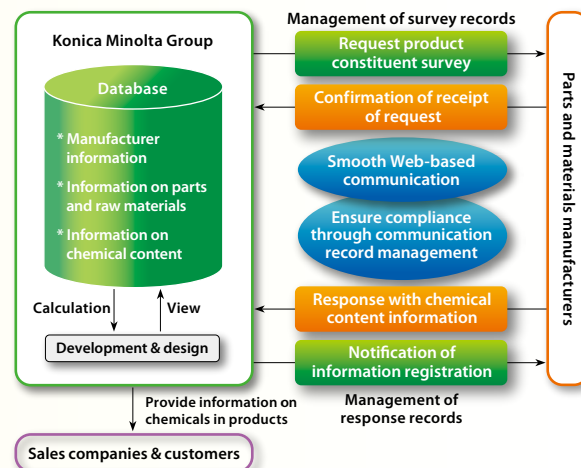 Konica Minolta Group
Database
* Manufacturer
information
* Information on parts
and raw materials
* Information on
chemical content
Calculation
View
Development & design
Provide information on
chemicals in products
Sales companies & customers
Management of survey records
Request product
constituent survey
Confirmation of receipt
of request
Smooth Web-based
communication
Ensure compliance
through communication
record management
Response with chemical
content information
Notification of
information registration
Management of
response records
Parts and materials manufacturers